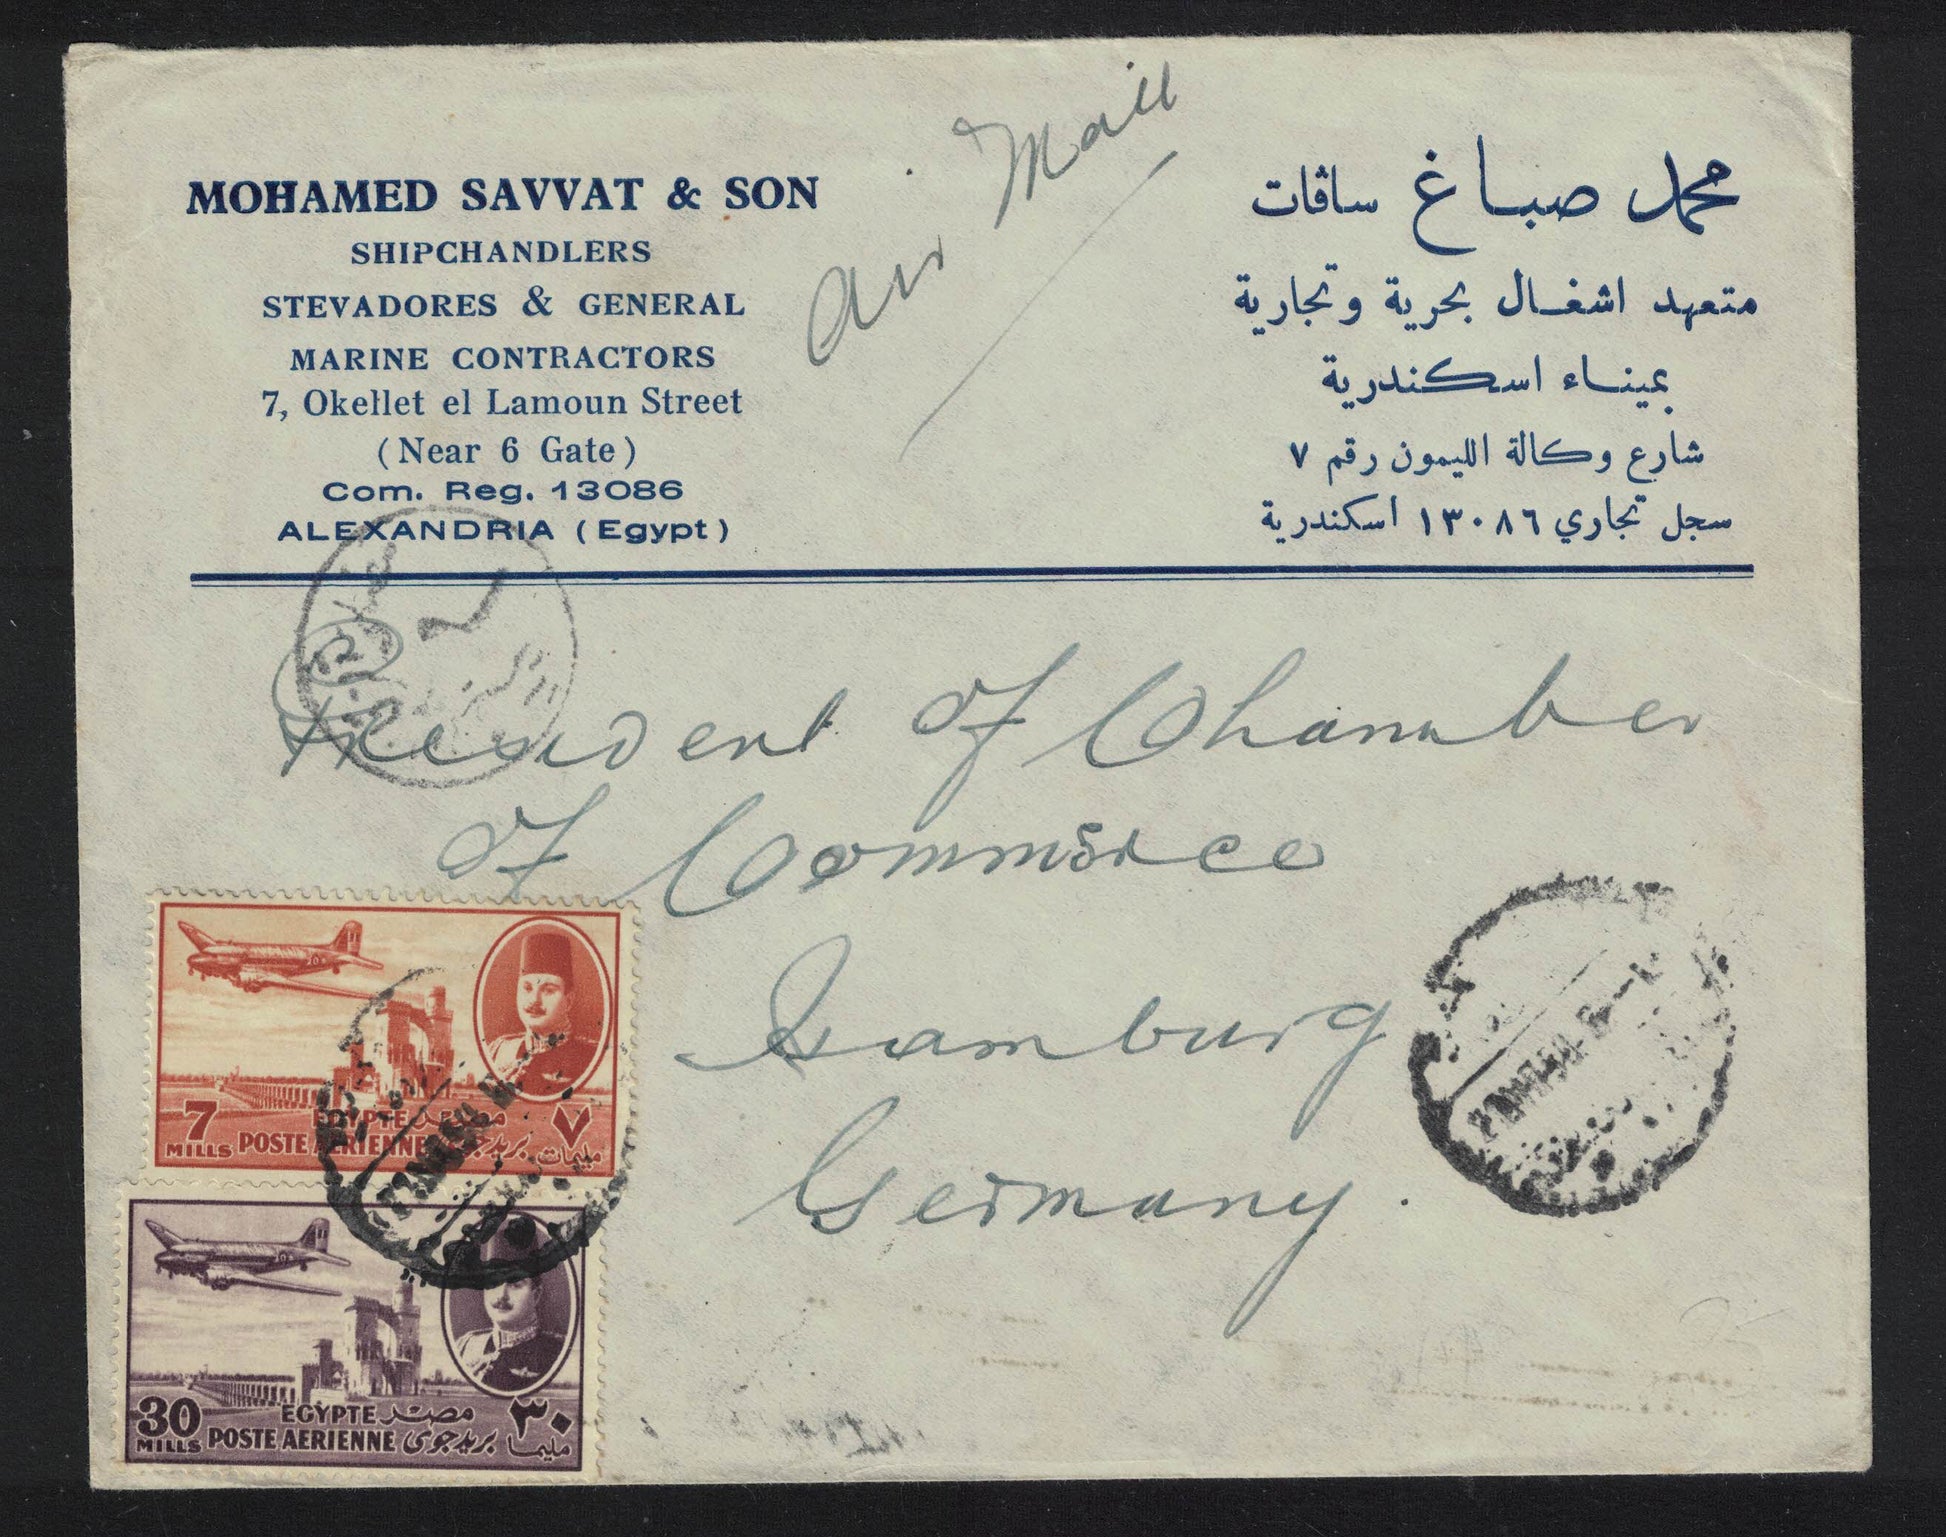 MOHAMED SAVVAT & SON
SHIPCHANDLERS
STEVADORES & GENERAL
MARINE CONTRACTORS
7, Okellet el Lamoun Street
(Near 6 Gate)
Com. Reg. 13086
ALEXANDRIA (Egypt)
Air Mail
محمد صباغ ساڤات
متعهد اشغال بحرية وتجارية
بميناء اسكندرية
شارع وكالة الليمون رقم ٧
سجل تجاري ١٣٠٨٦ اسكندرية
President of Chamber
of Commerce
Hamburg
Germany.
7 MILLS
EGYPTE مصر
POSTE AERIENNE بريد جوى
٧ مليمات
30 MILLS
EGYPTE مصر
POSTE AERIENNE بريد جوى
٣٠ مليما